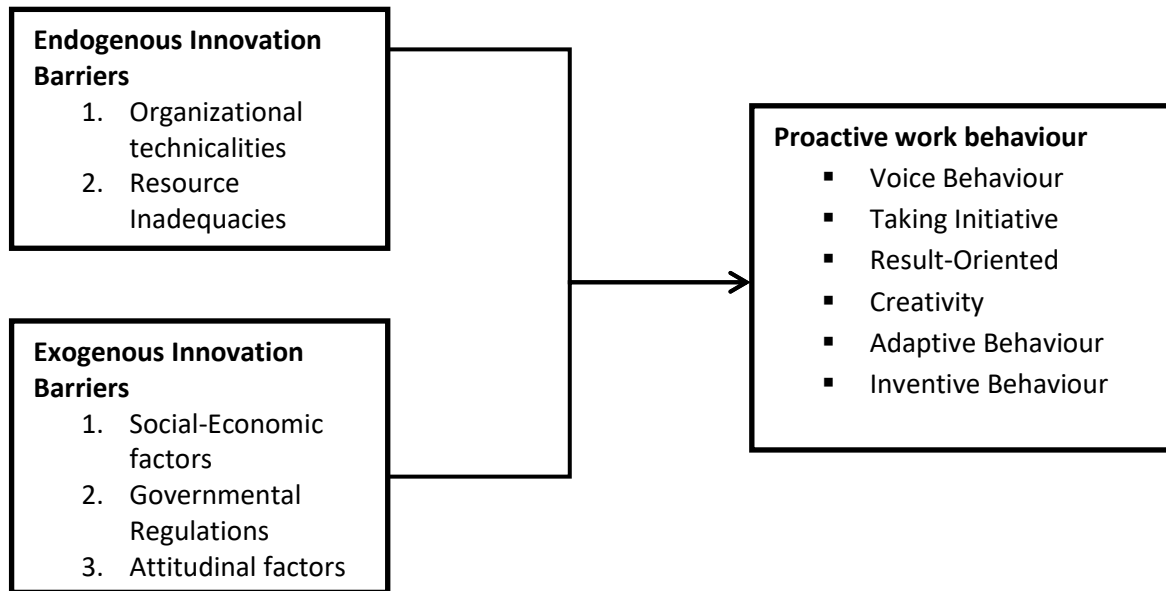 Endogenous Innovation
Barriers
1. Organizational
technicalities
2. Resource
Inadequacies
Exogenous Innovation
Barriers
1. Social-Economic
factors
2. Governmental
Regulations
3. Attitudinal factors
Proactive work behaviour
▪ Voice Behaviour
▪ Taking Initiative
▪ Result-Oriented
▪ Creativity
▪ Adaptive Behaviour
▪ Inventive Behaviour